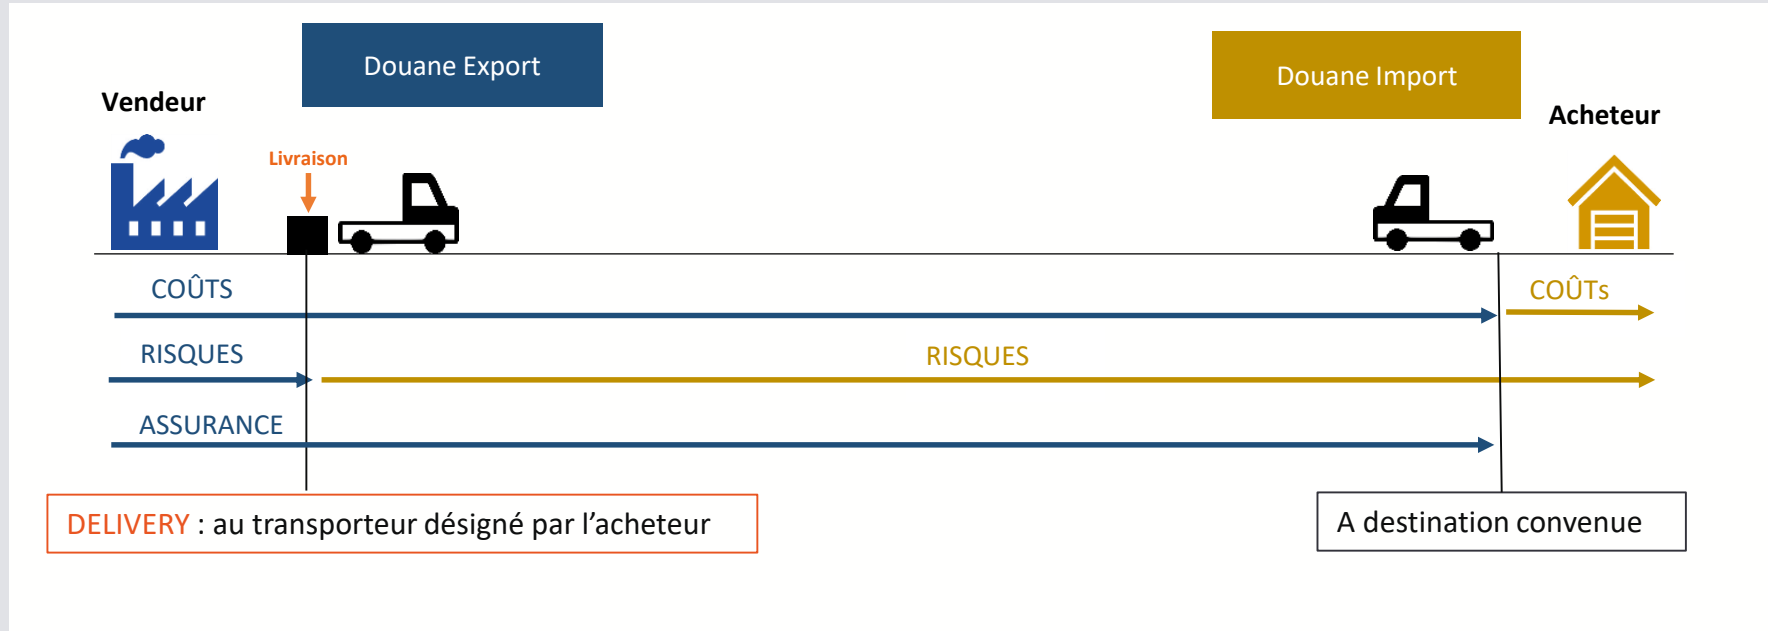 Douane Export
Douane Import
Vendeur
Acheteur
Livraison
COÛTS
COÛTs
RISQUES
RISQUES
ASSURANCE
DELIVERY : au transporteur désigné par l’acheteur
A destination convenue